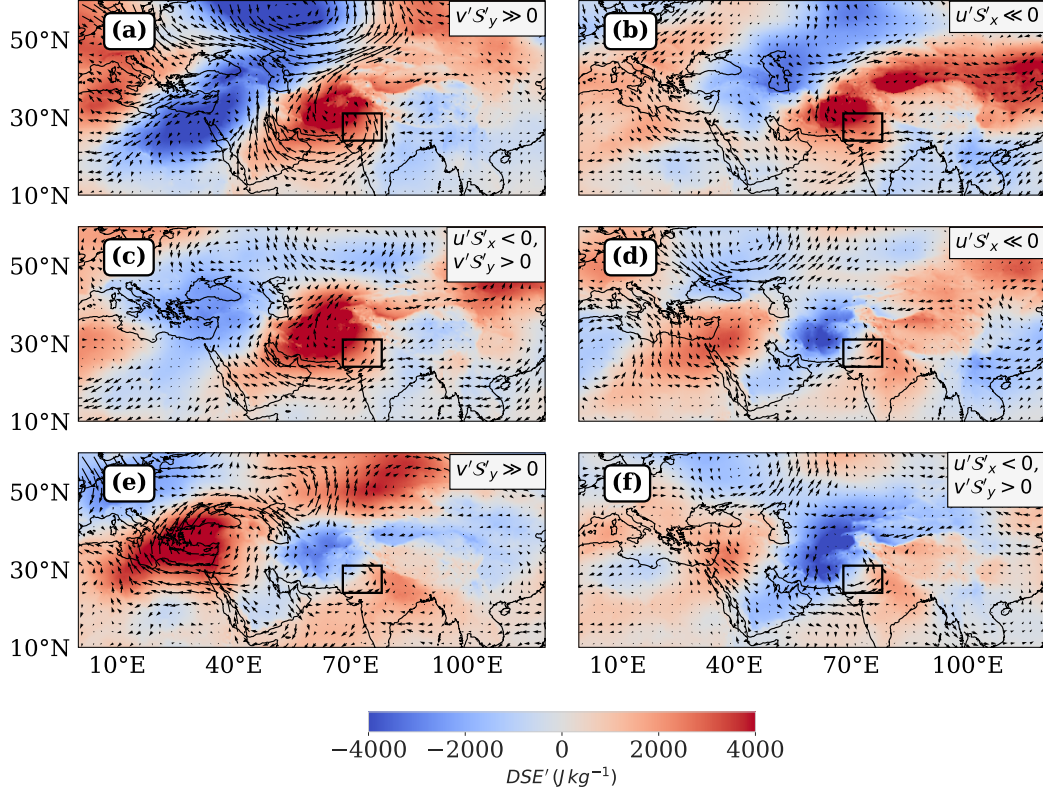 (a)
v′S′y ≫ 0
(b)
u′S′x ≪ 0
50°N
30°N
10°N
(c)
u′S′x < 0,
v′S′y > 0
(d)
u′S′x ≪ 0
50°N
30°N
10°N
(e)
v′S′y ≫ 0
(f)
u′S′x < 0,
v′S′y > 0
50°N
30°N
10°N
10°E 40°E 70°E 100°E
10°E 40°E 70°E 100°E
−4000 −2000 0 2000 4000
DSE′ (J kg⁻¹)